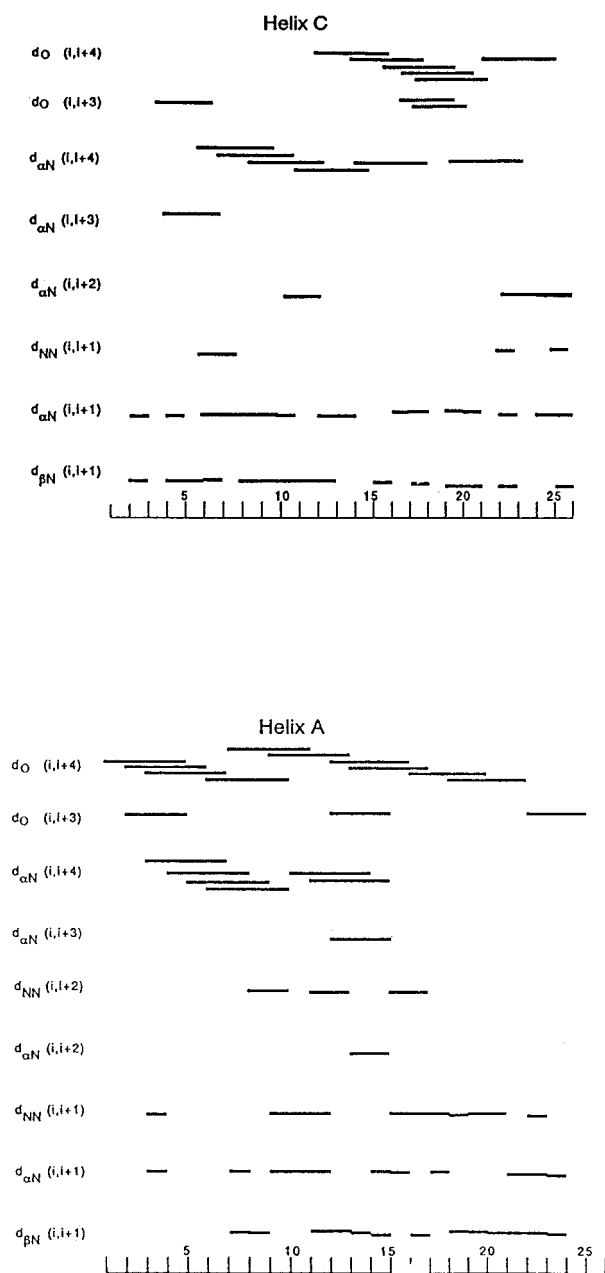 Helix C
dO (i,i+4)
dO (i,i+3)
dαN (i,i+4)
dαN (i,i+3)
dαN (i,i+2)
dNN (i,i+1)
dαN (i,i+1)
dβN (i,i+1)
5 10 15 20 25
Helix A
dO (i,i+4)
dO (i,i+3)
dαN (i,i+4)
dαN (i,i+3)
dNN (i,i+2)
dαN (i,i+2)
dNN (i,i+1)
dαN (i,i+1)
dβN (i,i+1)
5 10 15 20 25